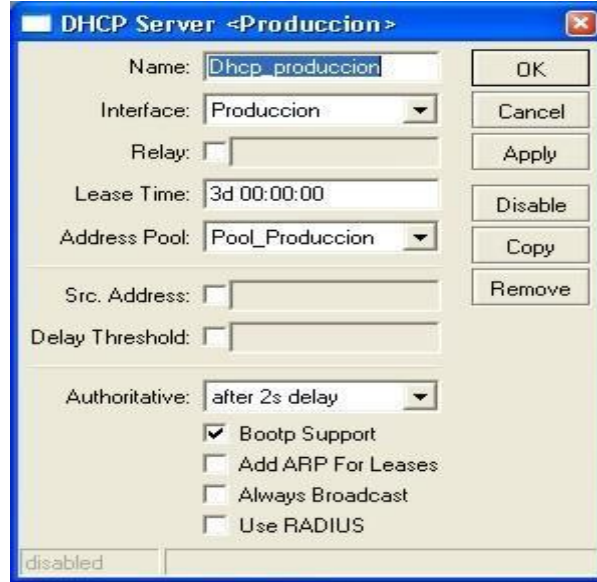 DHCP Server <Produccion>
Name: Dhcp_produccion
OK
Interface: Produccion
Cancel
Relay:
Apply
Lease Time: 3d 00:00:00
Disable
Address Pool: Pool_Produccion
Copy
Src. Address:
Remove
Delay Threshold:
Authoritative: after 2s delay
Bootp Support
Add ARP For Leases
Always Broadcast
Use RADIUS
disabled